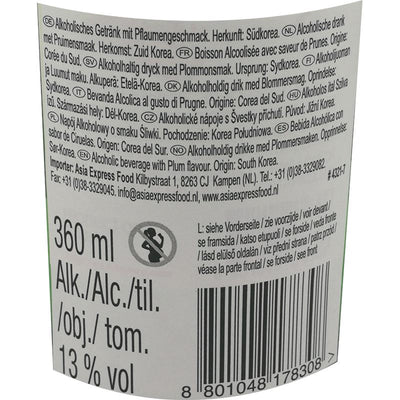 DE Alkoholisches Getränk mit Pflaumengeschmack. Herkunft: Südkorea. NL Alcoholische drank
met Pruimensmaak. Herkomst: Zuid Korea. FR Boisson Alcoolisée avec saveur de Prunes. Origine:
Corée du Sud. SV Alkoholhaltig dryck med Plommonsmak. Ursprung: Sydkorea. FI Alkoholijuoman
ja Luumut maku. Alkuperä: Etelä-Korea. DK Alkoholholdig drik med Blommersmag. Oprindelse:
Sydkorea. IT Bevanda Alcolica al gusto di Prugne. Origine: Corea del Sud. HU Alkoholos ital Szilva
ízű. Származási hely: Dél-Korea. CZ Alkoholické nápoje s Švestky příchutí. Původ: Jižní Korea.
PL Napój Alkoholowy o smaku Śliwki. Pochodzenie: Korea Południowa. ES Bebida Alcohólica con
sabor de Ciruelas. Origen: Corea del Sur. NO Alkoholholdig drikke med Plommesmaken. Opprinnelse:
Sør-Korea. EN Alcoholic beverage with Plum flavour. Origin: South Korea.
Importer: Asia Express Food Kilbystraat 1, 8263 CJ Kampen (NL) Tel.: +31 (0)38-3329082.
Fax: +31 (0)38-3329045. info@asiaexpressfood.nl, www.asiaexpressfood.nl # 4321-7
360 ml
Alk./Alc./til.
/obj./ tom.
13 % vol
L: siehe Vorderseite / zie voorzijde / voir devant /
se framsida / katso etupuoli / se forside / vedi fronte
/ lásd elülső oldalán / viz přední strana / patrz przód /
véase la parte frontal / se fremsiden
8 801048 178308 >